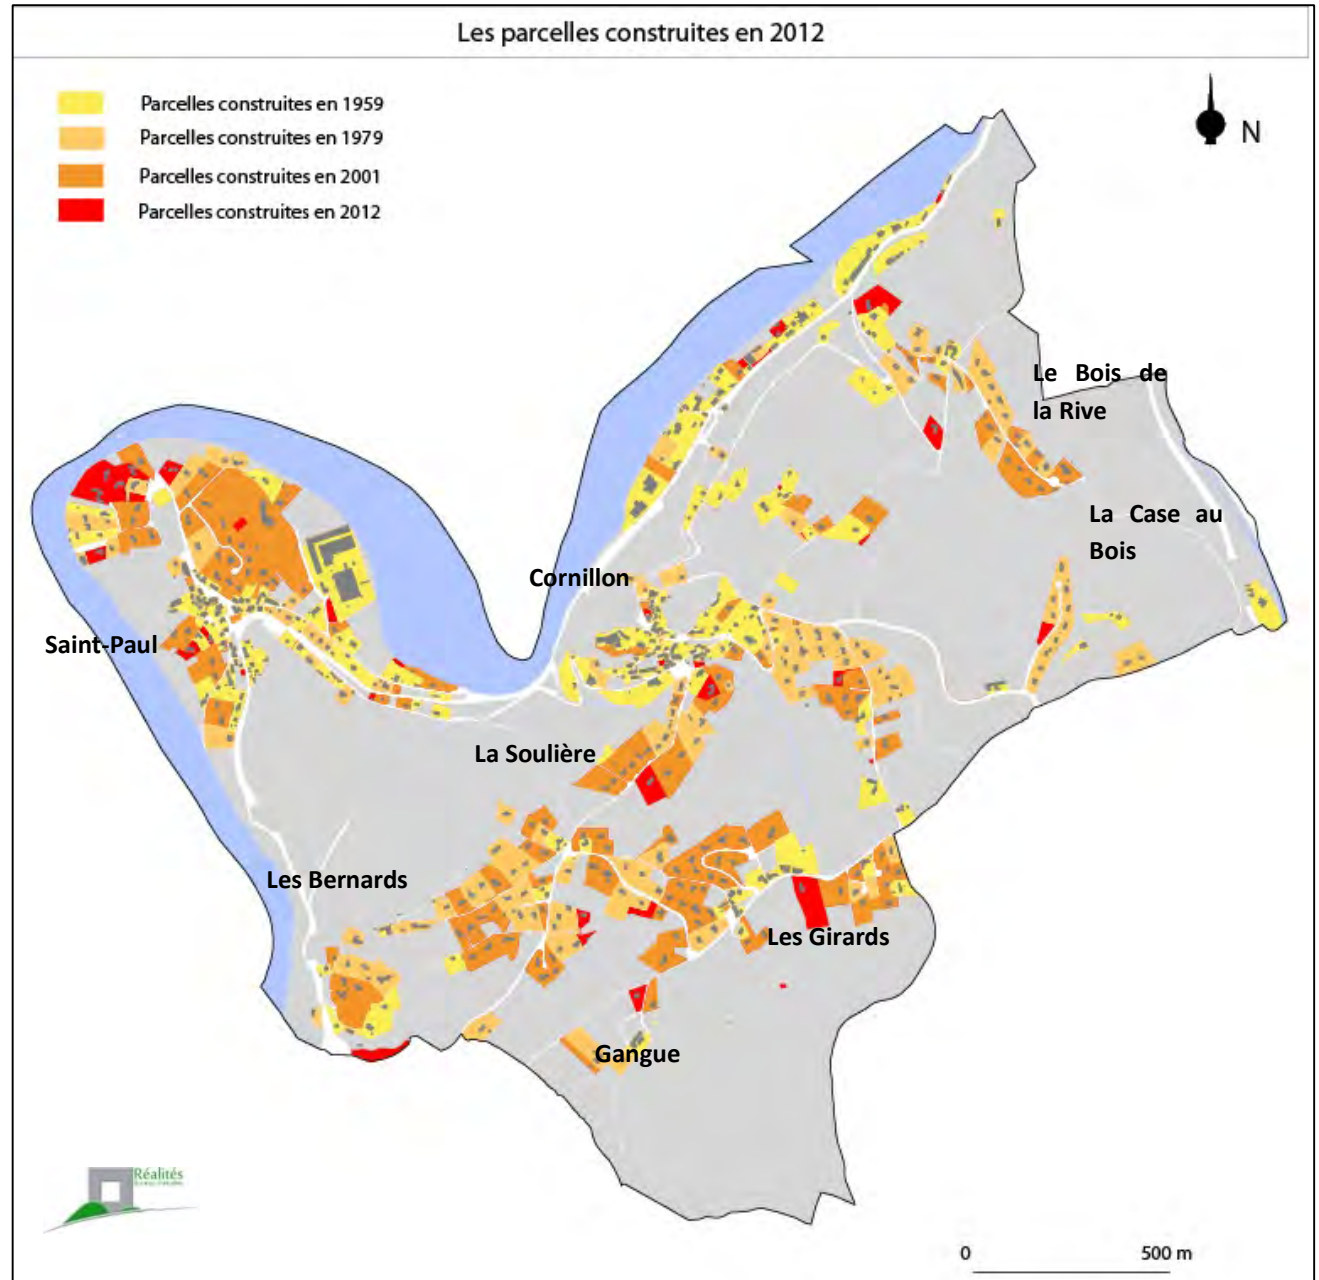 Les parcelles construites en 2012
Parcelles construites en 1959
Parcelles construites en 1979
Parcelles construites en 2001
Parcelles construites en 2012
N
Le Bois de
la Rive
La Case au
Bois
Cornillon
Saint-Paul
La Soulière
Les Bernards
Les Girards
Gangue
Réalités
0 500 m